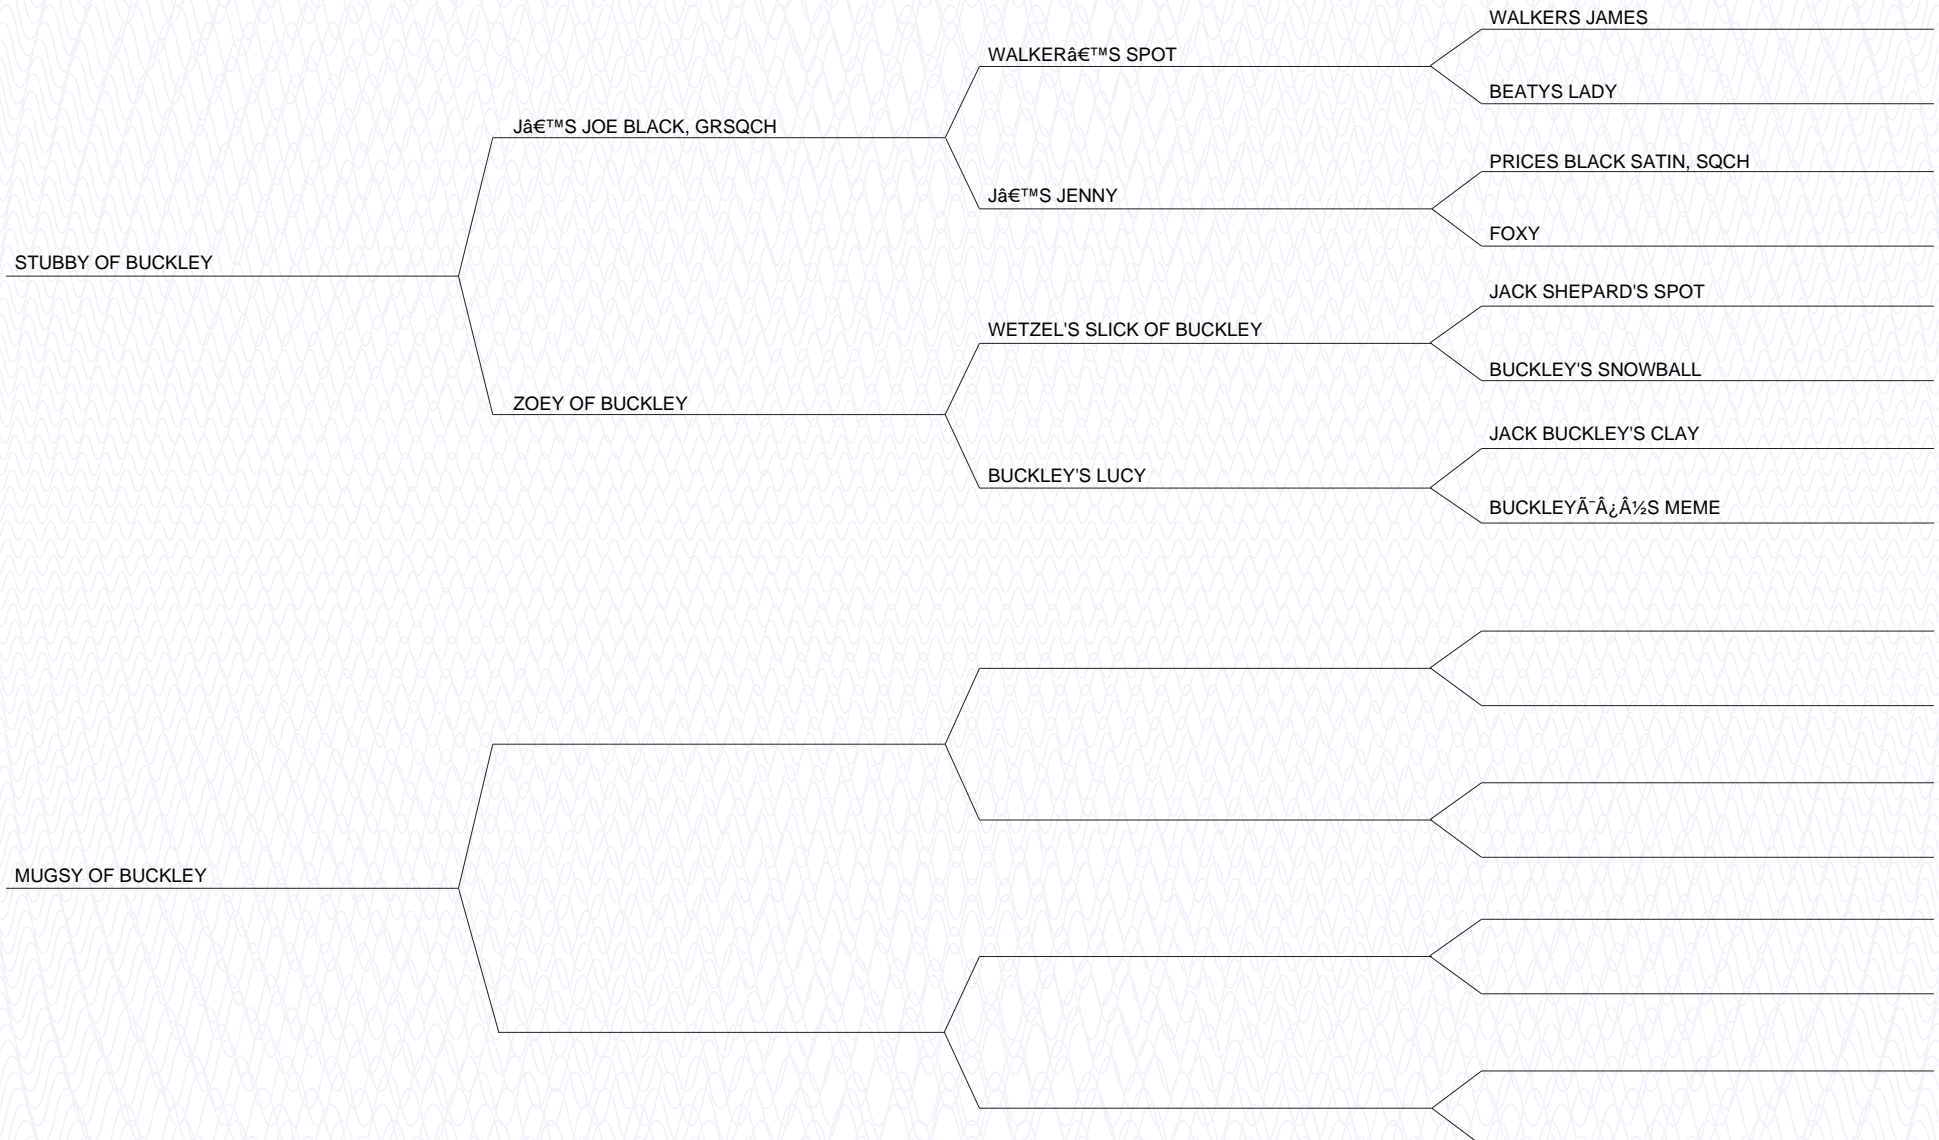 WALKERS JAMES
WALKERâ€™S SPOT
BEATYS LADY
Jâ€™S JOE BLACK, GRSQCH
PRICES BLACK SATIN, SQCH
Jâ€™S JENNY
FOXY
STUBBY OF BUCKLEY
JACK SHEPARD'S SPOT
WETZEL'S SLICK OF BUCKLEY
BUCKLEY'S SNOWBALL
ZOEY OF BUCKLEY
JACK BUCKLEY'S CLAY
BUCKLEY'S LUCY
BUCKLEYÃ¯Â¿Â½S MEME
MUGSY OF BUCKLEY